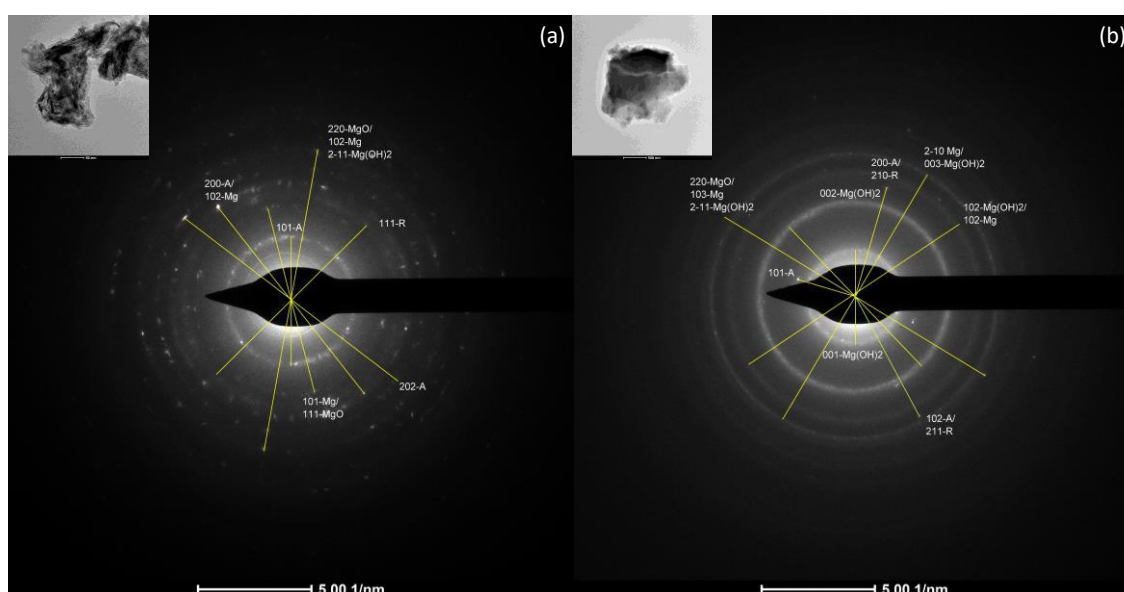 (a)
220-MgO/
102-Mg
2-11-Mg(OH)2
200-A/
102-Mg
101-A
111-R
202-A
101-Mg/
111-MgO
5.00 1/nm
(b)
2-10 Mg/
003-Mg(OH)2
200-A/
210-R
220-MgO/
103-Mg
2-11-Mg(OH)2
002-Mg(OH)2
102-Mg(OH)2/
102-Mg
101-A
001-Mg(OH)2
102-A/
211-R
5.00 1/nm